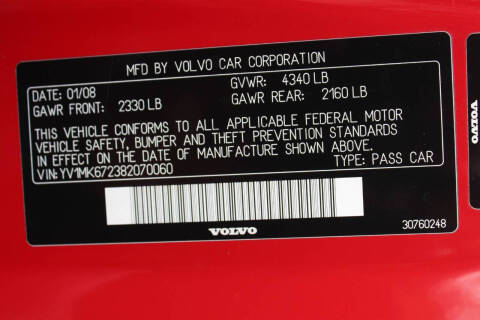 MFD BY VOLVO CAR CORPORATION
DATE: 01/08 GVWR: 4340 LB
GAWR FRONT: 2330 LB GAWR REAR: 2160 LB
THIS VEHICLE CONFORMS TO ALL APPLICABLE FEDERAL MOTOR
VEHICLE SAFETY, BUMPER AND THEFT PREVENTION STANDARDS
IN EFFECT ON THE DATE OF MANUFACTURE SHOWN ABOVE.
VIN:YV1MK672382070060 TYPE: PASS CAR
VOLVO 30760248
VOLVO